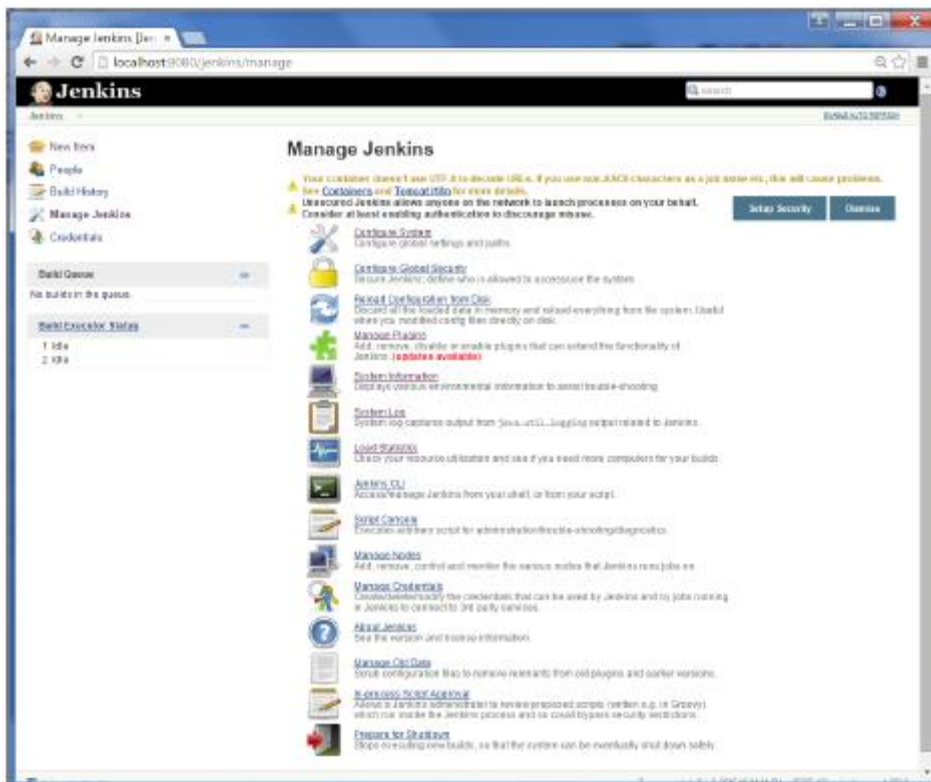 Manage Jenkins [Jen
localhost:9080/jenkins/manage
Jenkins
search
Jenkins
ENABLE AUTO REFRESH
New Item
People
Build History
Manage Jenkins
Credentials
Build Queue
No builds in the queue.
Build Executor Status
1 Idle
2 Idle
Manage Jenkins
Your container doesn't use UTF-8 to decode URLs. If you use non-ASCII characters as a job name etc, this will cause problems.
See Containers and Tomcat i18n for more details.
Unsecured Jenkins allows anyone on the network to launch processes on your behalf.
Consider at least enabling authentication to discourage misuse.
Setup Security
Dismiss
Configure System
Configure global settings and paths.
Configure Global Security
Secure Jenkins; define who is allowed to access/use the system.
Reload Configuration from Disk
Discard all the loaded data in memory and reload everything from file system. Useful
when you modified config files directly on disk.
Manage Plugins
Add, remove, disable or enable plugins that can extend the functionality of
Jenkins. (updates available)
System Information
Displays various environmental information to assist trouble-shooting.
System Log
System log captures output from java.util.logging output related to Jenkins.
Load Statistics
Check your resource utilization and see if you need more computers for your builds.
Jenkins CLI
Access/manage Jenkins from your shell, or from your script.
Script Console
Executes arbitrary script for administration/trouble-shooting/diagnostics.
Manage Nodes
Add, remove, control and monitor the various nodes that Jenkins runs jobs on.
Manage Credentials
Create/delete/modify the credentials that can be used by Jenkins and by jobs running
in Jenkins to connect to 3rd party services.
About Jenkins
See the version and license information.
Manage Old Data
Scrub configuration files to remove remnants from old plugins and earlier versions.
In-process Script Approval
Allows a Jenkins administrator to review proposed scripts (written e.g. in Groovy)
which run inside the Jenkins process and so could bypass security restrictions.
Prepare for Shutdown
Stops executing new builds, so that the system can be eventually shut down safely.